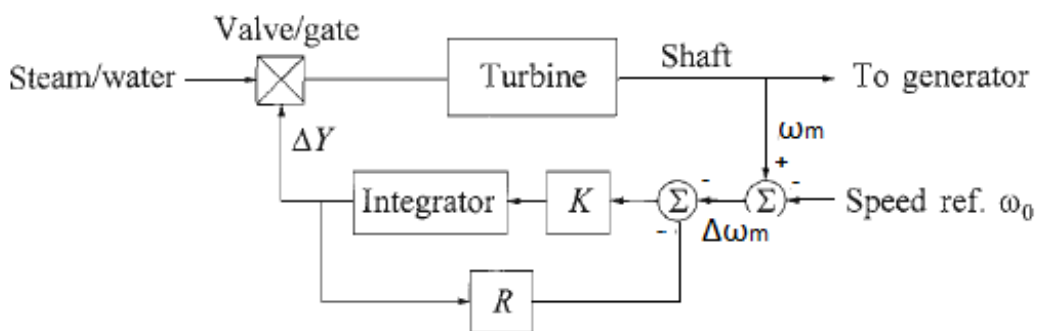 Valve/gate
Steam/water
Turbine
Shaft
To generator
ΔY
ωm
+
-
Integrator
K
-
Σ
Σ
Speed ref. ω₀
- -
Δωm
R